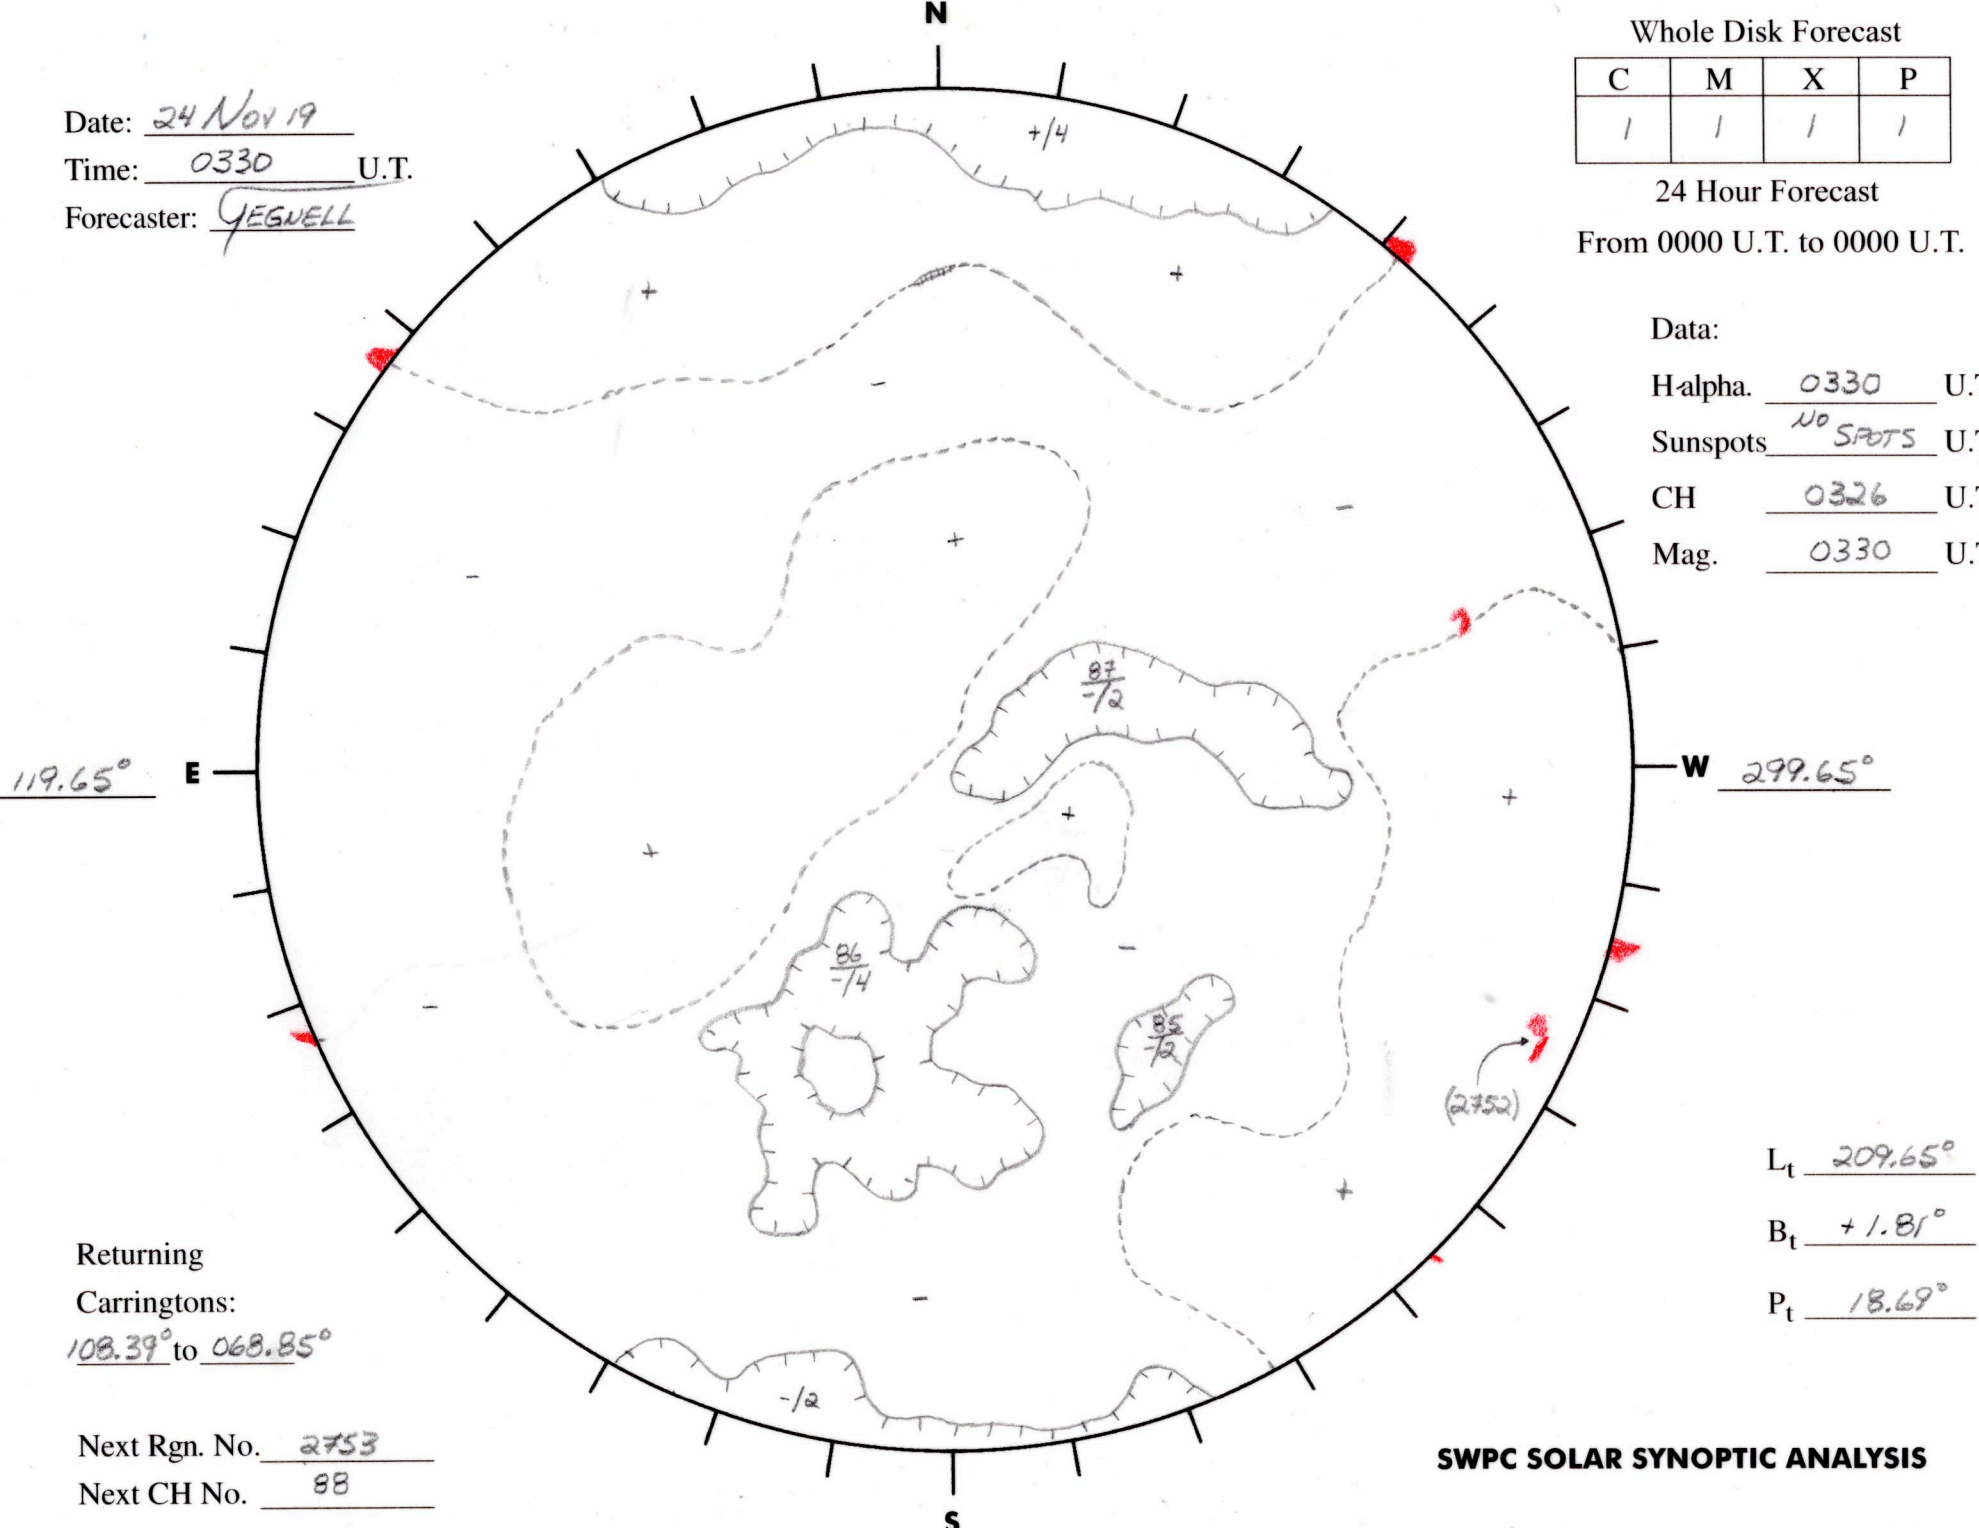 N
Whole Disk Forecast
C M X P
1 1 1 1
24 Hour Forecast
From 0000 U.T. to 0000 U.T.
Date: 24 Nov 19
Time: 0330 U.T.
Forecaster: YEGNELL
+/4
+
+
-
Data:
H-alpha. 0330 U.T
Sunspots NO SPOTS U.T
CH 0326 U.T
Mag. 0330 U.T
-
+
-
87
-/2
119.65° E
W 299.65°
+
+
+
86
-/4
-
-
85
-/2
(2752)
+
Lt 209.65°
Bt +1.81°
Pt 18.69°
Returning
Carringtons:
108.39° to 068.85°
-
-/2
Next Rgn. No. 2753
Next CH No. 88
SWPC SOLAR SYNOPTIC ANALYSIS
S